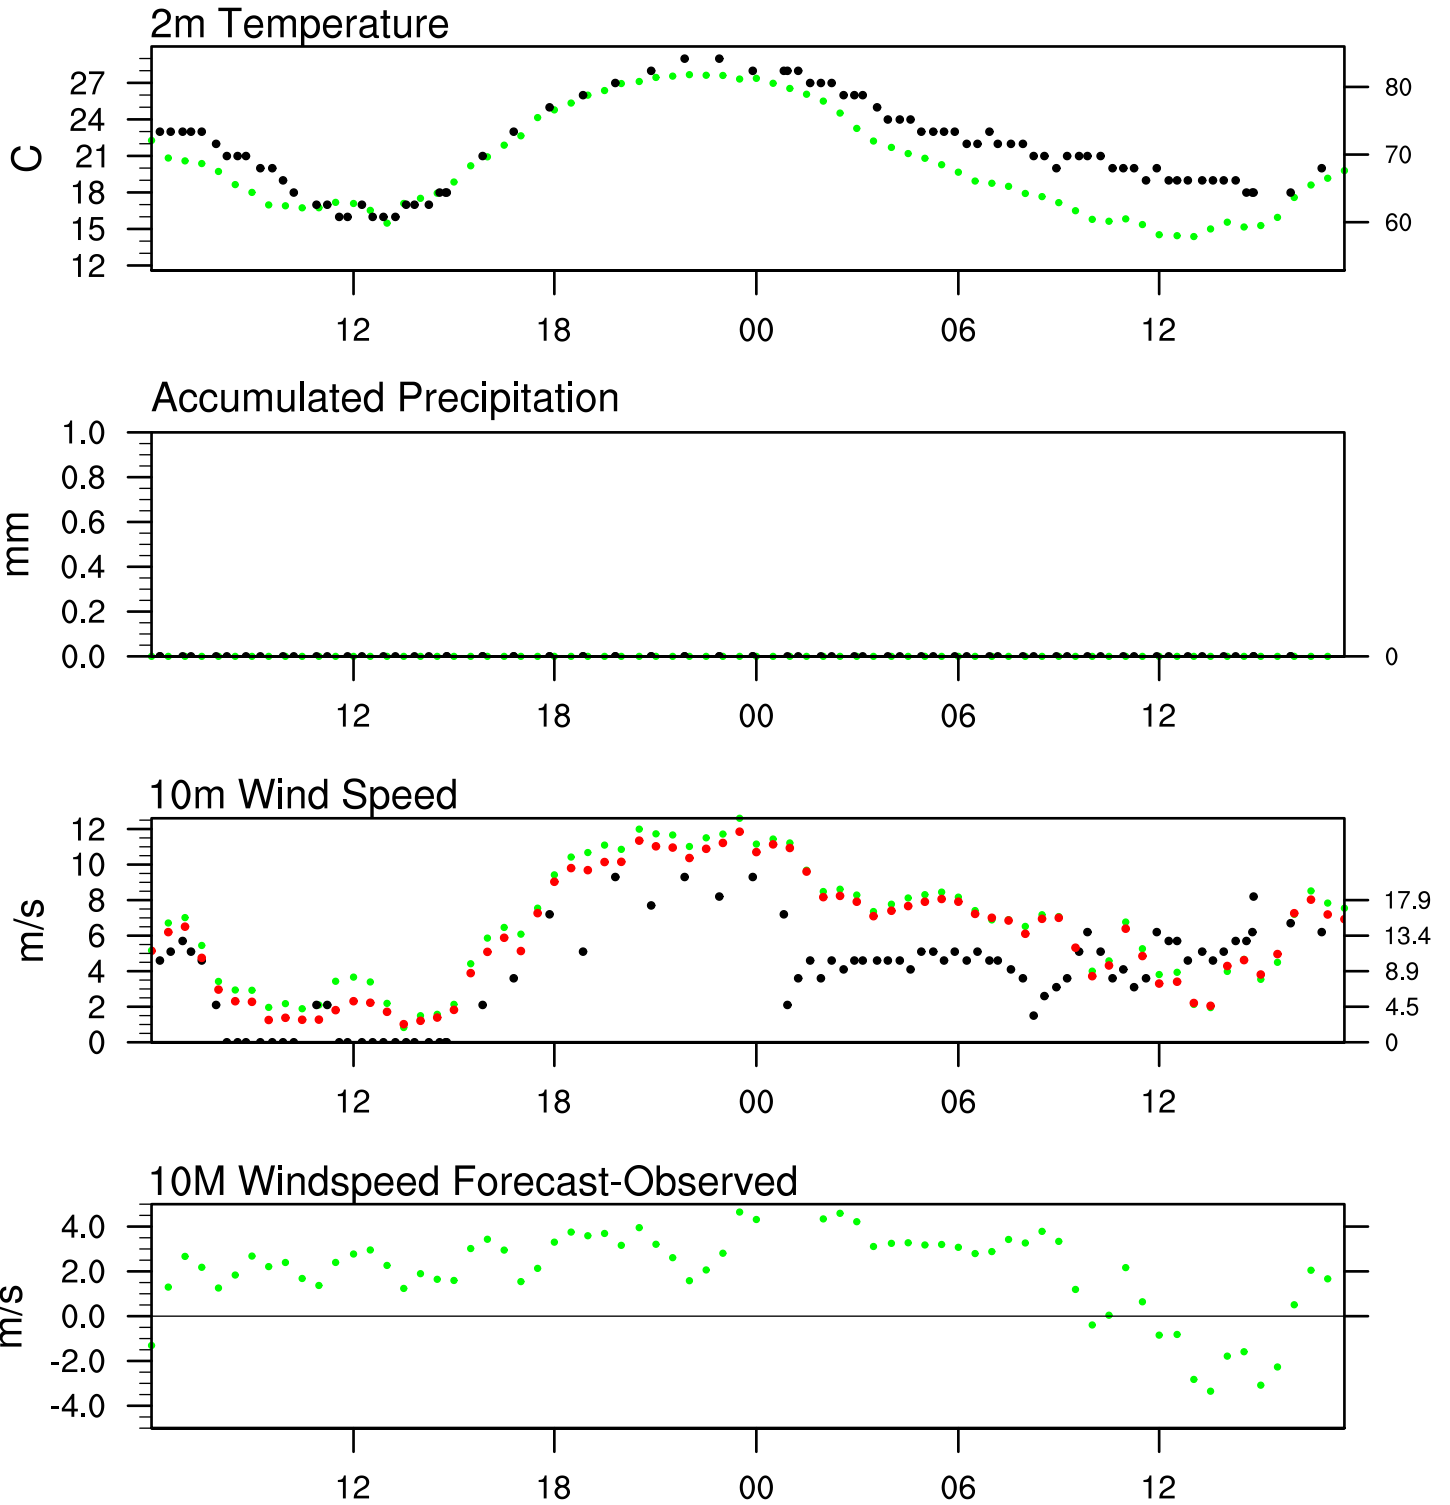 2m Temperature
27
24
21
18
15
12
C
80
70
60
12 18 00 06 12
Accumulated Precipitation
1.0
0.8
0.6
0.4
0.2
0.0
mm
0
12 18 00 06 12
10m Wind Speed
12
10
8
6
4
2
0
m/s
17.9
13.4
8.9
4.5
0
12 18 00 06 12
10M Windspeed Forecast-Observed
4.0
2.0
0.0
-2.0
-4.0
m/s
12 18 00 06 12